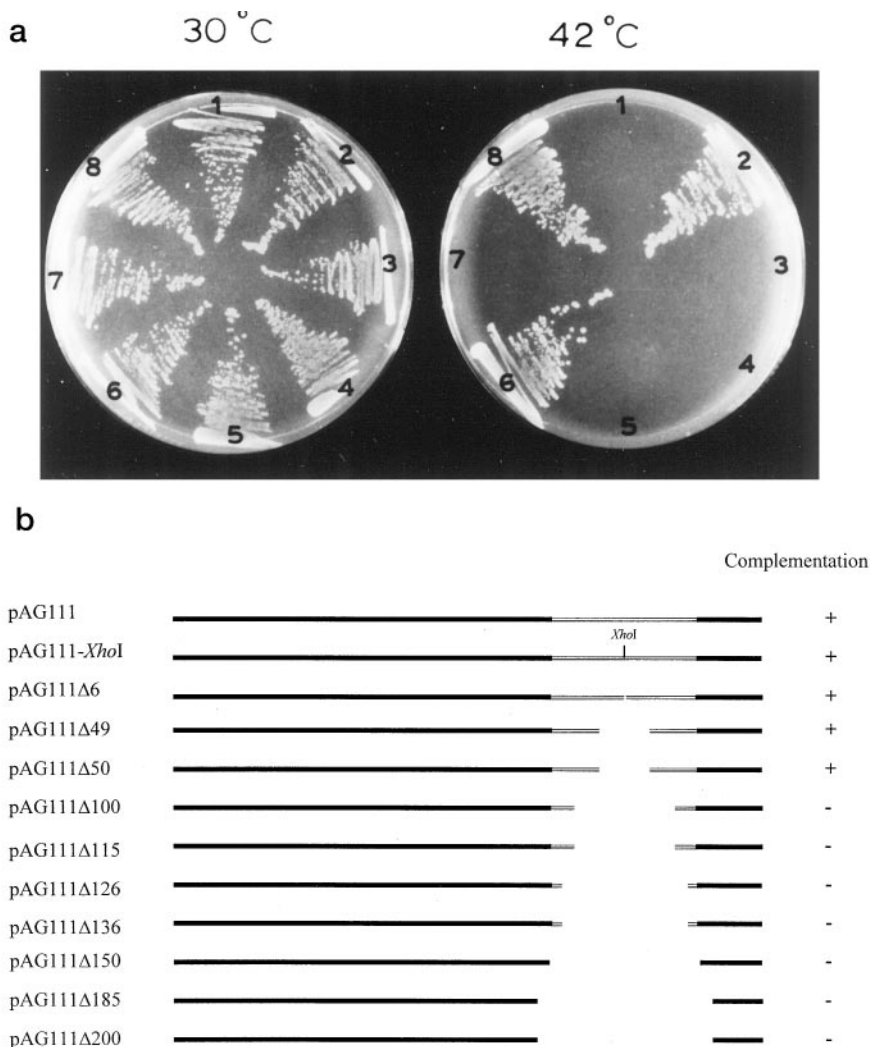 a
30 °C 42 °C
1
2
3
4
5
6
7
8
1
2
3
4
5
6
7
8
b
Complementation
pAG111 +
XhoI
pAG111-XhoI +
pAG111Δ6 +
pAG111Δ49 +
pAG111Δ50 +
pAG111Δ100 -
pAG111Δ115 -
pAG111Δ126 -
pAG111Δ136 -
pAG111Δ150 -
pAG111Δ185 -
pAG111Δ200 -